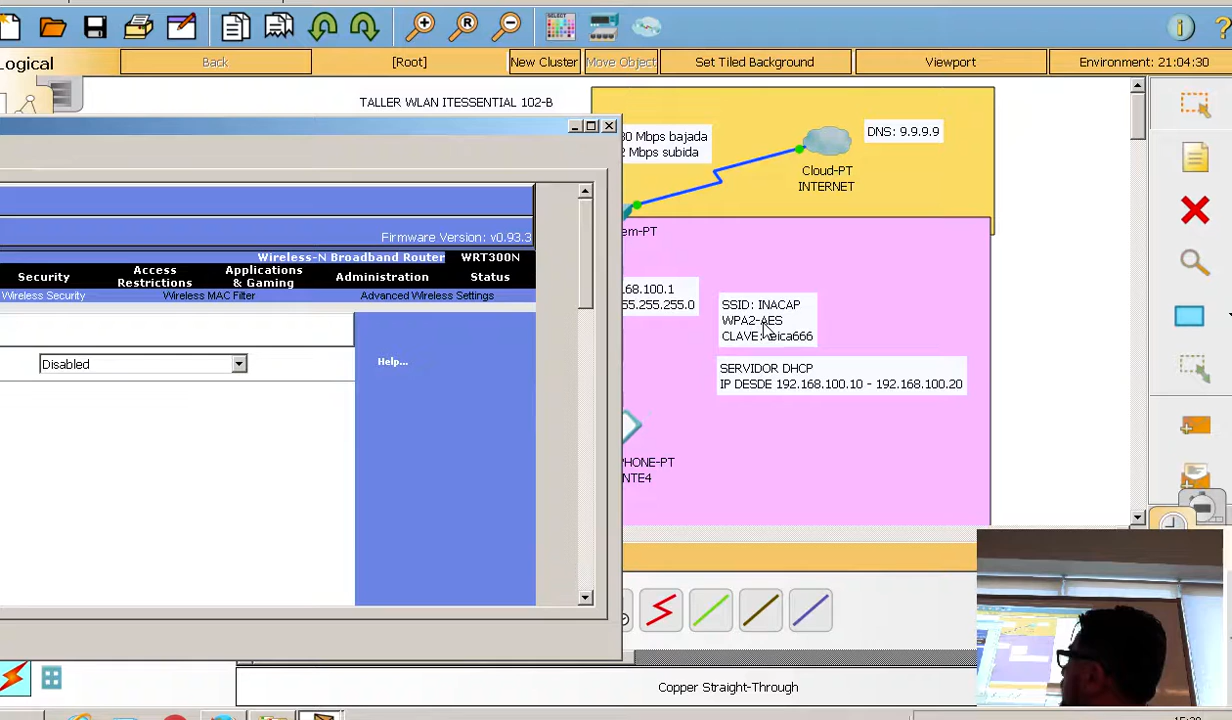 Logical
Back
[Root]
New Cluster
Move Object
Set Tiled Background
Viewport
Environment: 21:04:30
TALLER WLAN ITESSENTIAL 102-B
30 Mbps bajada
2 Mbps subida
DNS: 9.9.9.9
Cloud-PT
INTERNET
em-PT
Firmware Version: v0.93.3
Wireless-N Broadband Router
WRT300N
Security
Access
Restrictions
Applications
& Gaming
Administration
Status
Wireless Security
Wireless MAC Filter
Advanced Wireless Settings
Disabled
Help...
68.100.1
55.255.255.0
SSID: INACAP
WPA2-AES
CLAVE:
SERVIDOR DHCP
IP DESDE 192.168.100.10 - 192.168.100.20
PHONE-PT
NTE4
Copper Straight-Through